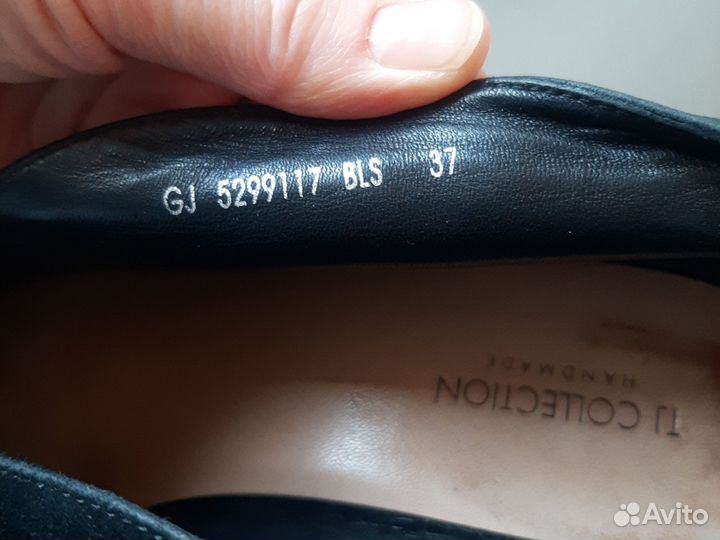 GJ 5299117 BLS 37
TJ COLLECTION
HANDMADE
Avito